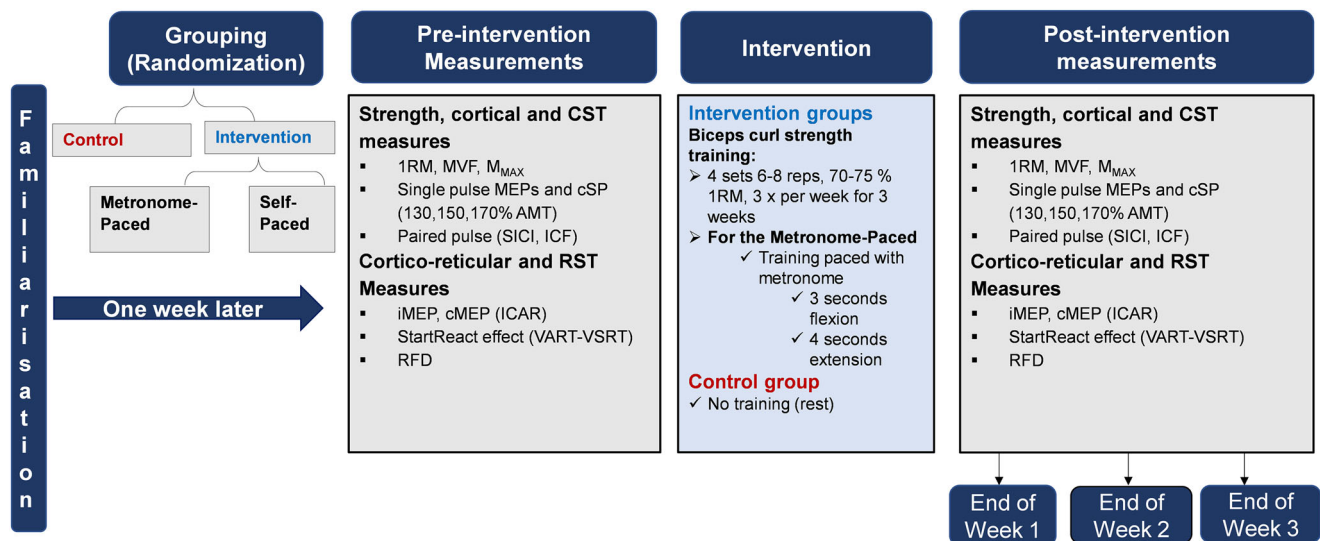 Familiarisation
Grouping
(Randomization)
Control
Intervention
Metronome-
Paced
Self-
Paced
One week later
Pre-intervention
Measurements
Strength, cortical and CST
measures
▪ 1RM, MVF, MMAX
▪ Single pulse MEPs and cSP
(130,150,170% AMT)
▪ Paired pulse (SICI, ICF)
Cortico-reticular and RST
Measures
▪ iMEP, cMEP (ICAR)
▪ StartReact effect (VART-VSRT)
▪ RFD
Intervention
Intervention groups
Biceps curl strength
training:
➢ 4 sets 6-8 reps, 70-75 %
1RM, 3 x per week for 3
weeks
➢ For the Metronome-Paced
✓ Training paced with
metronome
✓ 3 seconds
flexion
✓ 4 seconds
extension
Control group
✓ No training (rest)
Post-intervention
measurements
Strength, cortical and CST
measures
▪ 1RM, MVF, MMAX
▪ Single pulse MEPs and cSP
(130,150,170% AMT)
▪ Paired pulse (SICI, ICF)
Cortico-reticular and RST
Measures
▪ iMEP, cMEP (ICAR)
▪ StartReact effect (VART-VSRT)
▪ RFD
End of
Week 1
End of
Week 2
End of
Week 3